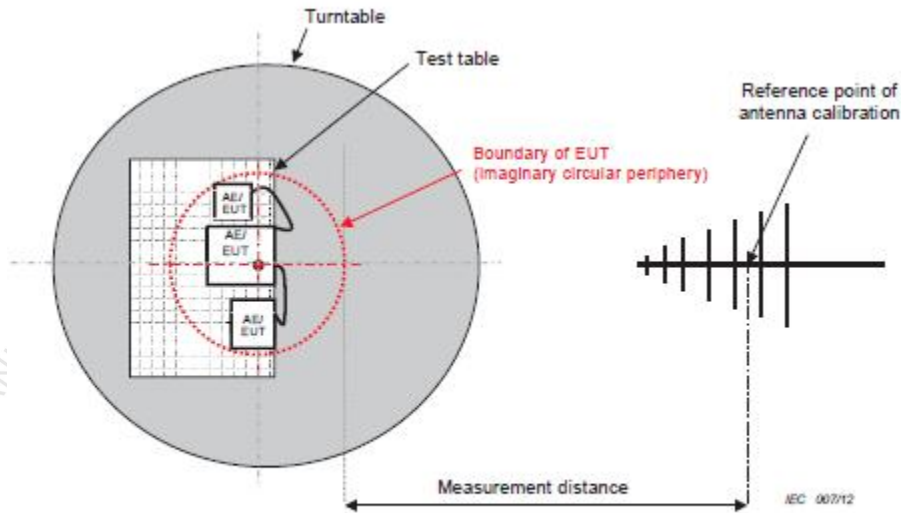 Turntable
Test table
Reference point of
antenna calibration
Boundary of EUT
(imaginary circular periphery)
AE/
EUT
AE/
EUT
AE/
EUT
Measurement distance
IEC 007/12